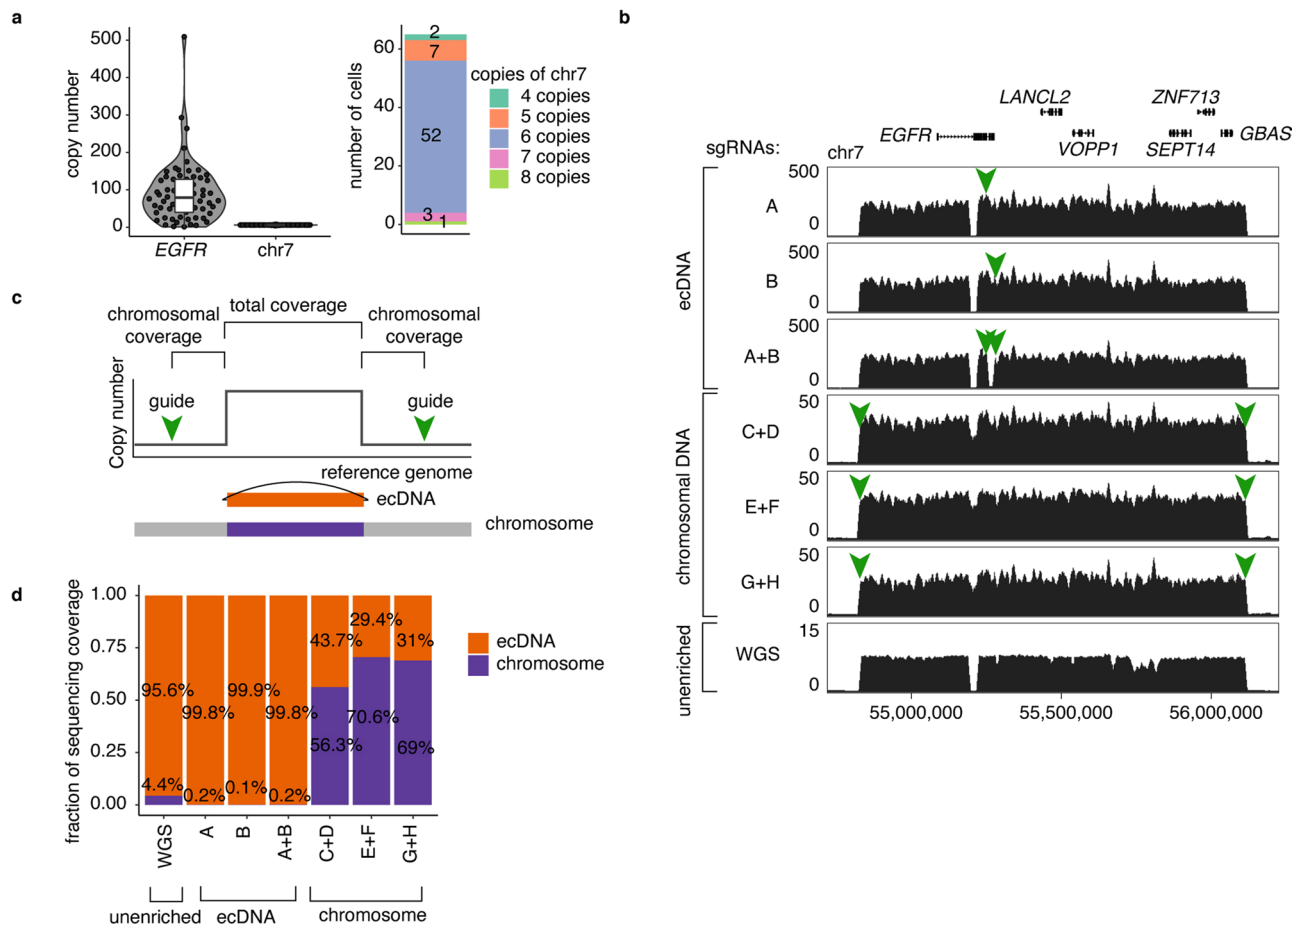 a
copy number
500
400
300
200
100
0
EGFR
chr7
number of cells
60
40
20
0
2
7
52
3
1
copies of chr7
4 copies
5 copies
6 copies
7 copies
8 copies
b
LANCL2
ZNF713
EGFR
GBAS
VOPP1
SEPT14
sgRNAs:
chr7
ecDNA
A
500
0
B
500
0
A+B
500
0
chromosomal DNA
C+D
50
0
E+F
50
0
G+H
50
0
unenriched
WGS
15
0
55,000,000
55,500,000
56,000,000
c
chromosomal
coverage
total coverage
chromosomal
coverage
Copy number
guide
guide
reference genome
ecDNA
chromosome
d
fraction of sequencing coverage
1.00
0.75
0.50
0.25
0.00
95.6%
4.4%
99.8%
0.2%
99.9%
0.1%
99.8%
0.2%
43.7%
56.3%
29.4%
70.6%
31%
69%
ecDNA
chromosome
WGS
A
B
A+B
C+D
E+F
G+H
unenriched
ecDNA
chromosome